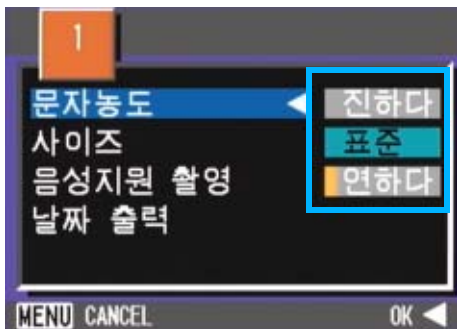 1
문자농도 ◀ 진하다
사이즈 표준
음성지원 촬영 연하다
날짜 출력
MENU CANCEL OK ◀